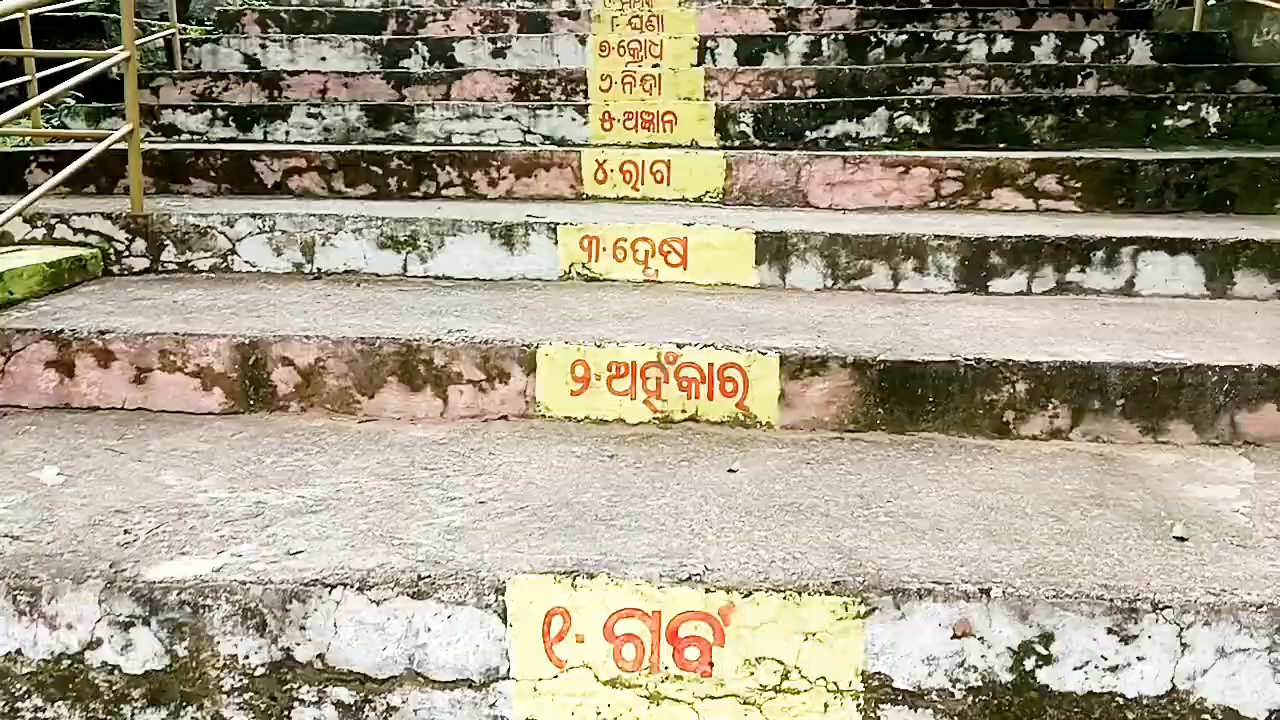 ୮. ଘୃଣା
୭. କ୍ରୋଧ
୬. ନିନ୍ଦା
୫. ଅଜ୍ଞାନ
୪. ରାଗ
୩. ଦ୍ୱେଷ
୨. ଅହଂକାର
୧. ଗର୍ବ